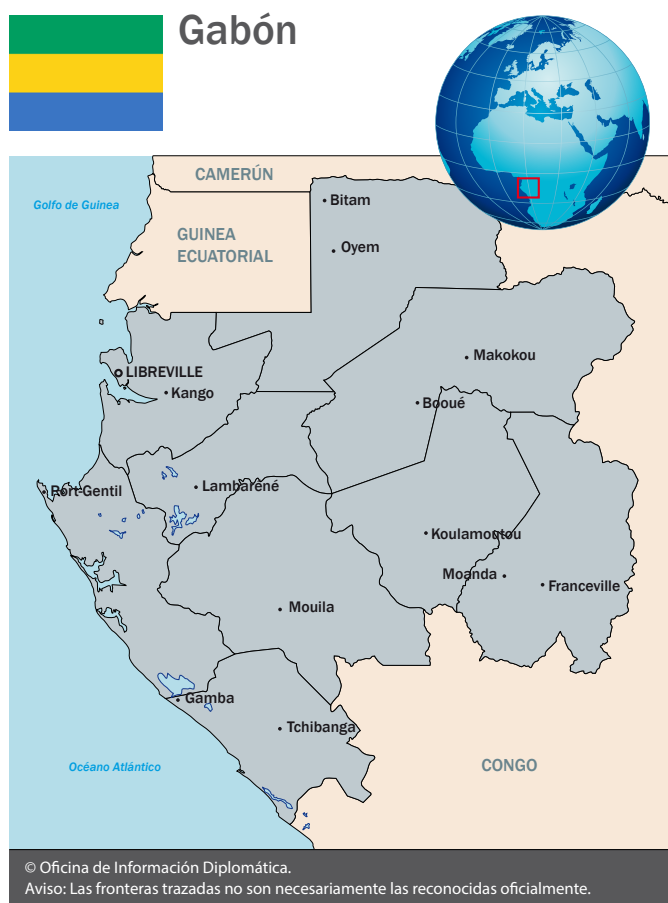 Gabón
CAMERÚN
Golfo de Guinea
Bitam
GUINEA
ECUATORIAL
Oyem
Makokou
LIBREVILLE
Kango
Booué
Port-Gentil
Lambarené
Koulamoutou
Moanda
Franceville
Mouila
Gamba
Tchibanga
Océano Atlántico
CONGO
© Oficina de Información Diplomática.
Aviso: Las fronteras trazadas no son necesariamente las reconocidas oficialmente.